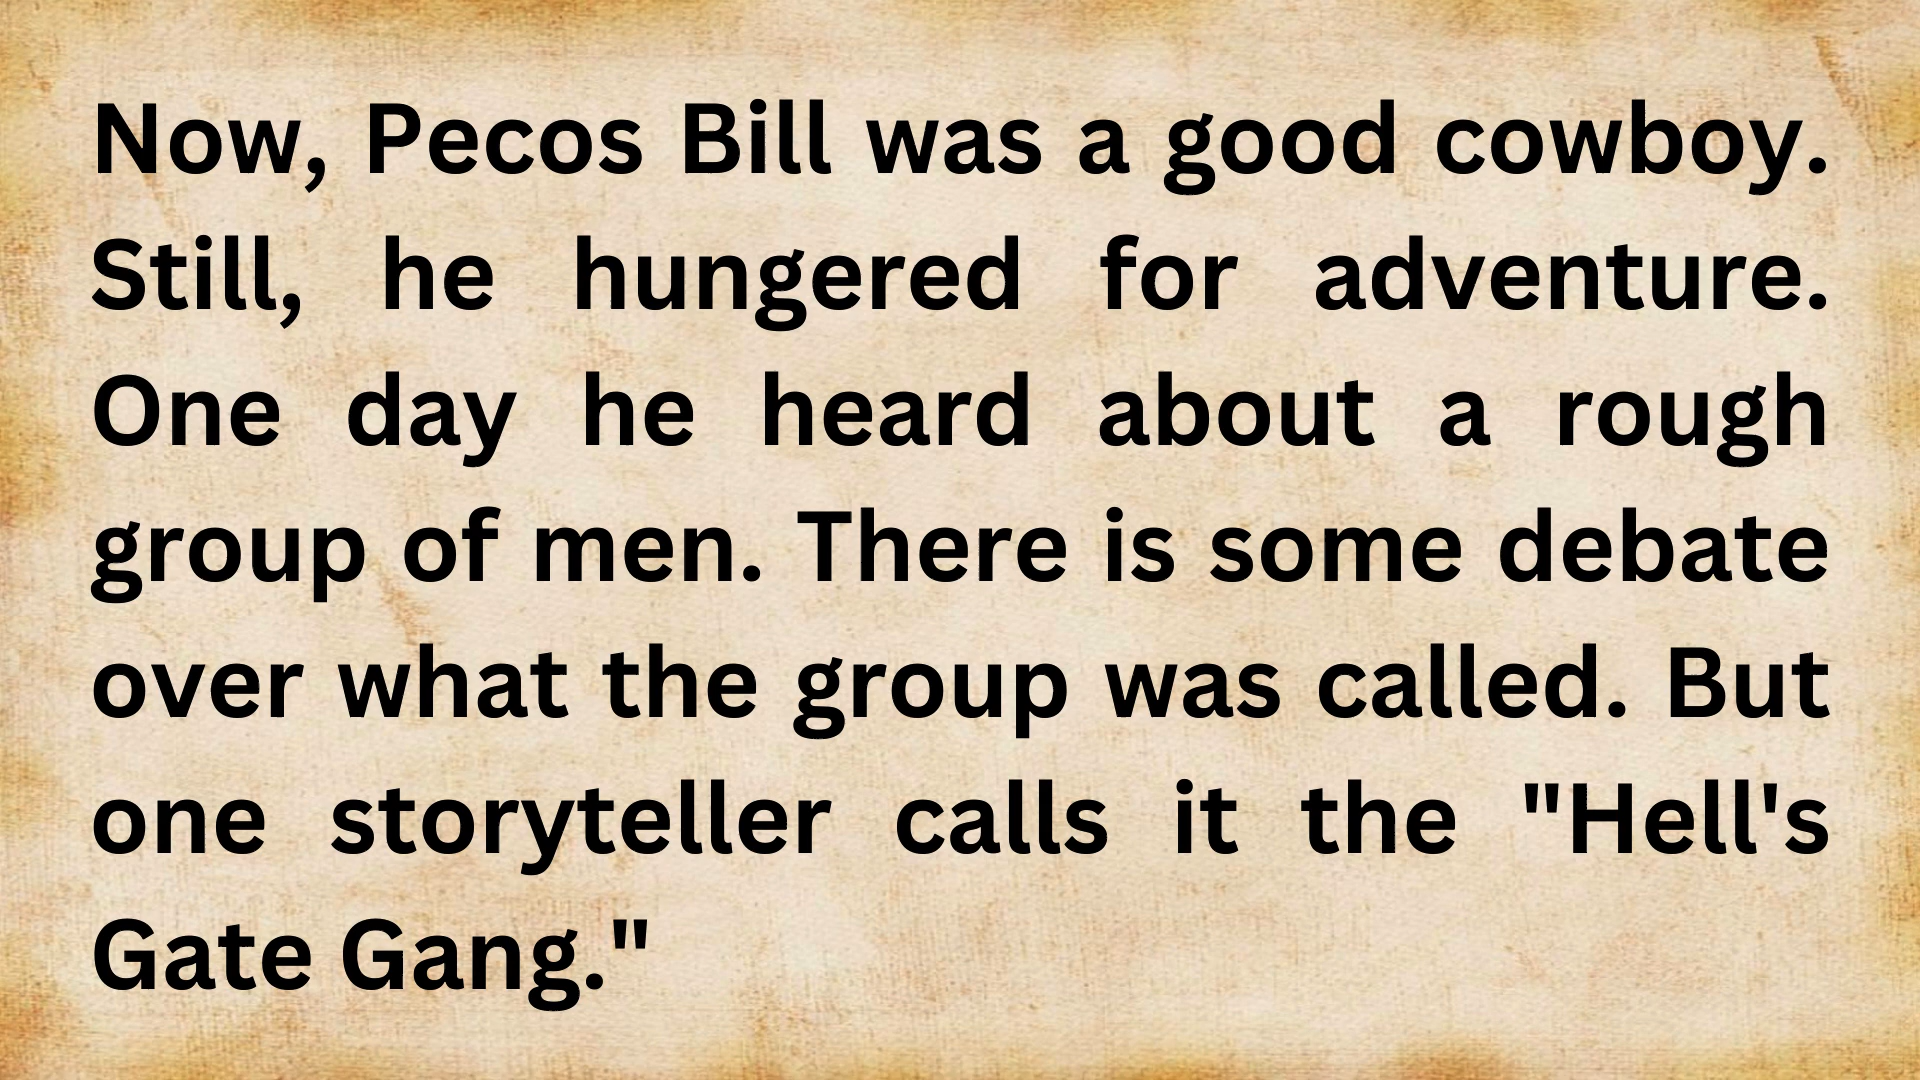 Now, Pecos Bill was a good cowboy.
Still, he hungered for adventure.
One day he heard about a rough
group of men. There is some debate
over what the group was called. But
one storyteller calls it the "Hell's
Gate Gang."